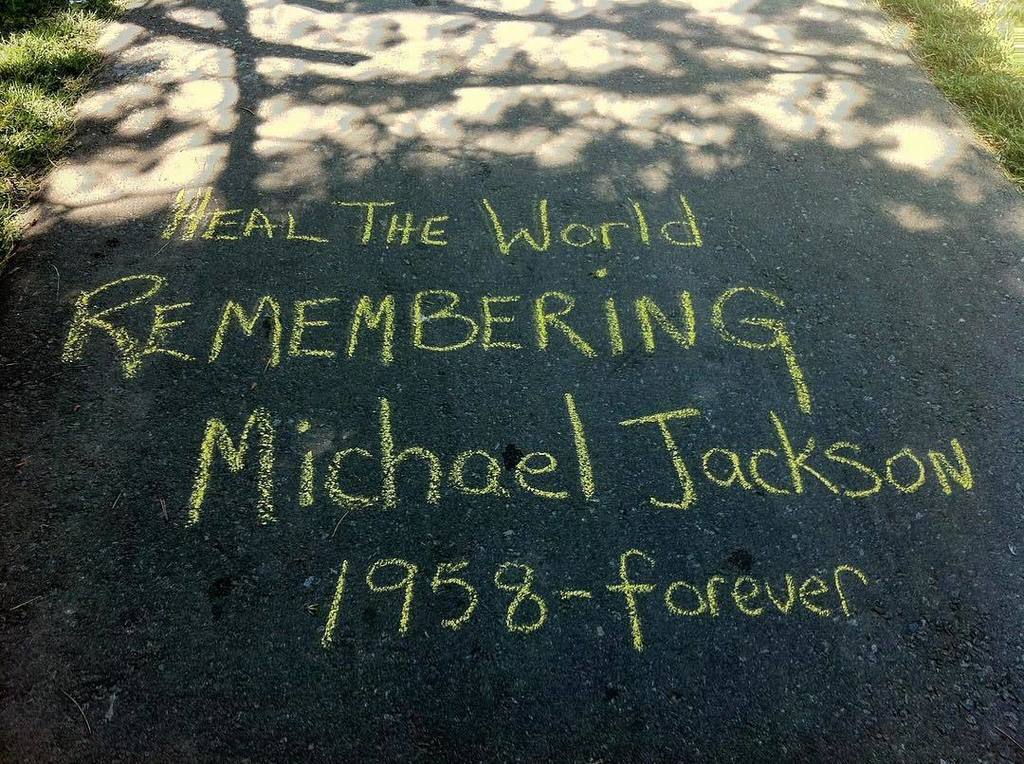 HEAL THE World
REMEMBERiNG
Michael Jackson
1958-forever